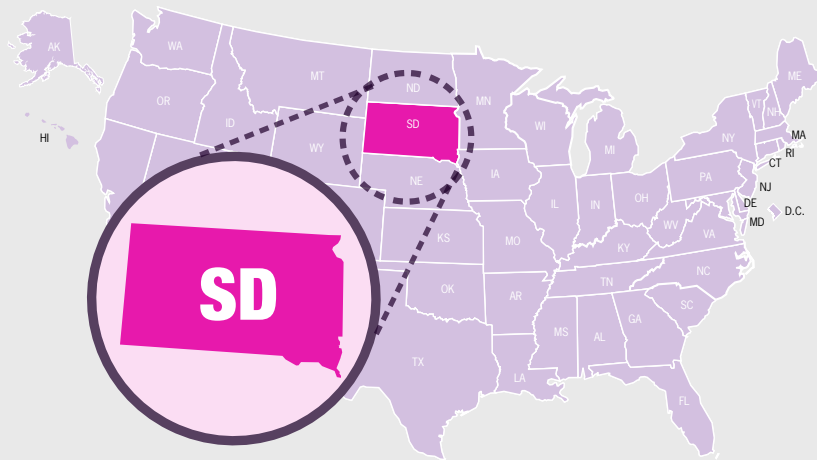 AK
WA
MT
ND
MN
ME
VT
NH
OR
ID
SD
WI
NY
MA
HI
WY
MI
RI
CT
NE
IA
PA
NJ
IL
IN
OH
DE
D.C.
MD
WV
VA
KS
MO
KY
NC
TN
SD
OK
AR
SC
GA
MS
AL
TX
LA
FL